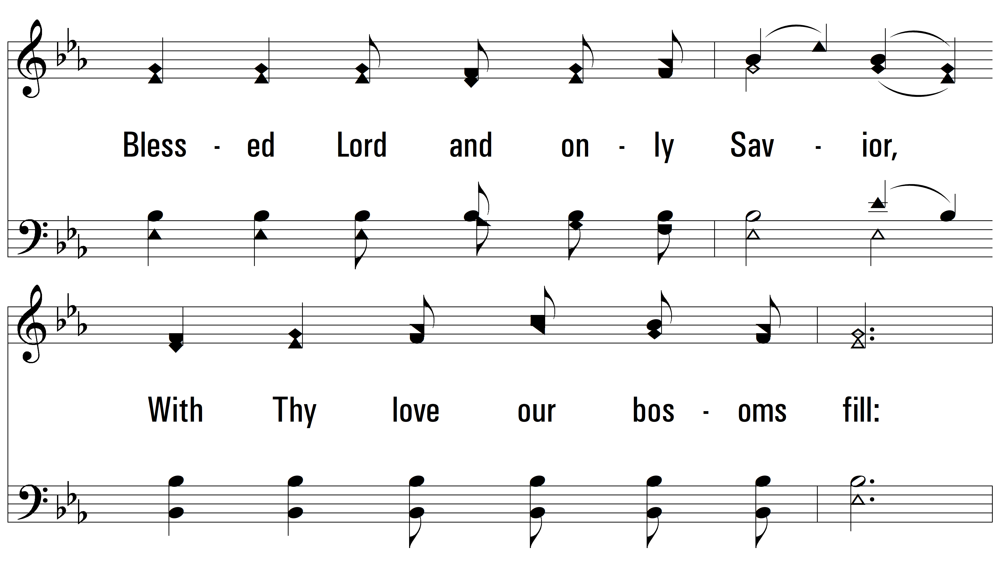 Bless - ed Lord and on - ly Sav - ior,
With Thy love our bos - oms fill: